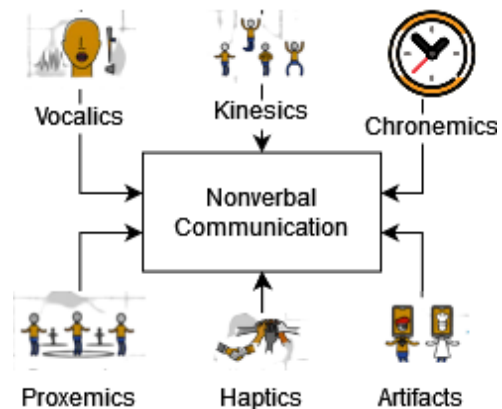 Vocalics
Kinesics
Chronemics
Nonverbal
Communication
Proxemics
Haptics
Artifacts